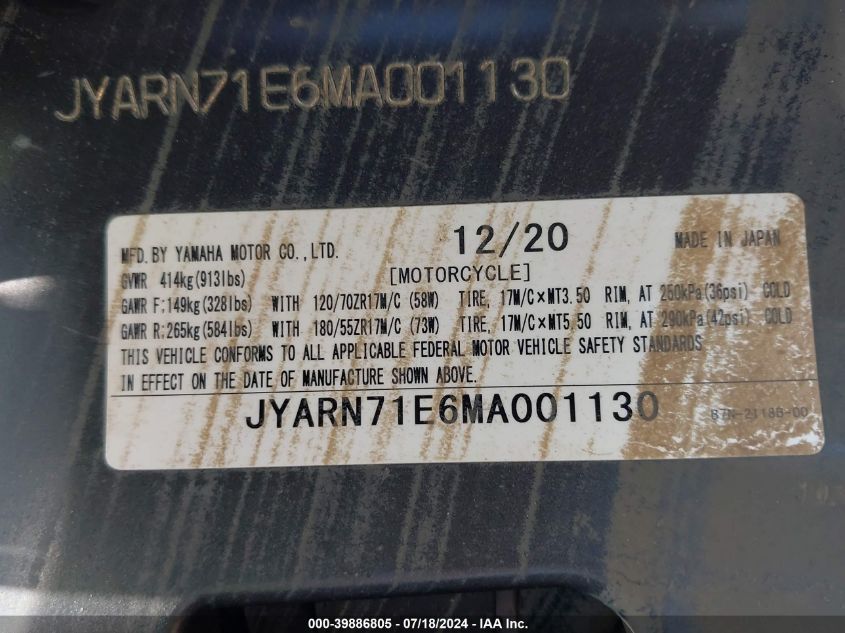 JYARN71E6MA001130
MFD.BY YAMAHA MOTOR CO.,LTD. 12/20 MADE IN JAPAN
GVWR 414kg(913lbs) [MOTORCYCLE]
GAWR F:149kg(328lbs) WITH 120/70ZR17M/C (58W) TIRE, 17M/C×MT3.50 RIM, AT 250kPa(36psi) COLD
GAWR R:265kg(584lbs) WITH 180/55ZR17M/C (73W) TIRE, 17M/C×MT5.50 RIM, AT 290kPa(42psi) COLD
THIS VEHICLE CONFORMS TO ALL APPLICABLE FEDERAL MOTOR VEHICLE SAFETY STANDARDS
IN EFFECT ON THE DATE OF MANUFACTURE SHOWN ABOVE.
JYARN71E6MA001130 B7N-2118G-00
000-39886805 - 07/18/2024 - IAA Inc.